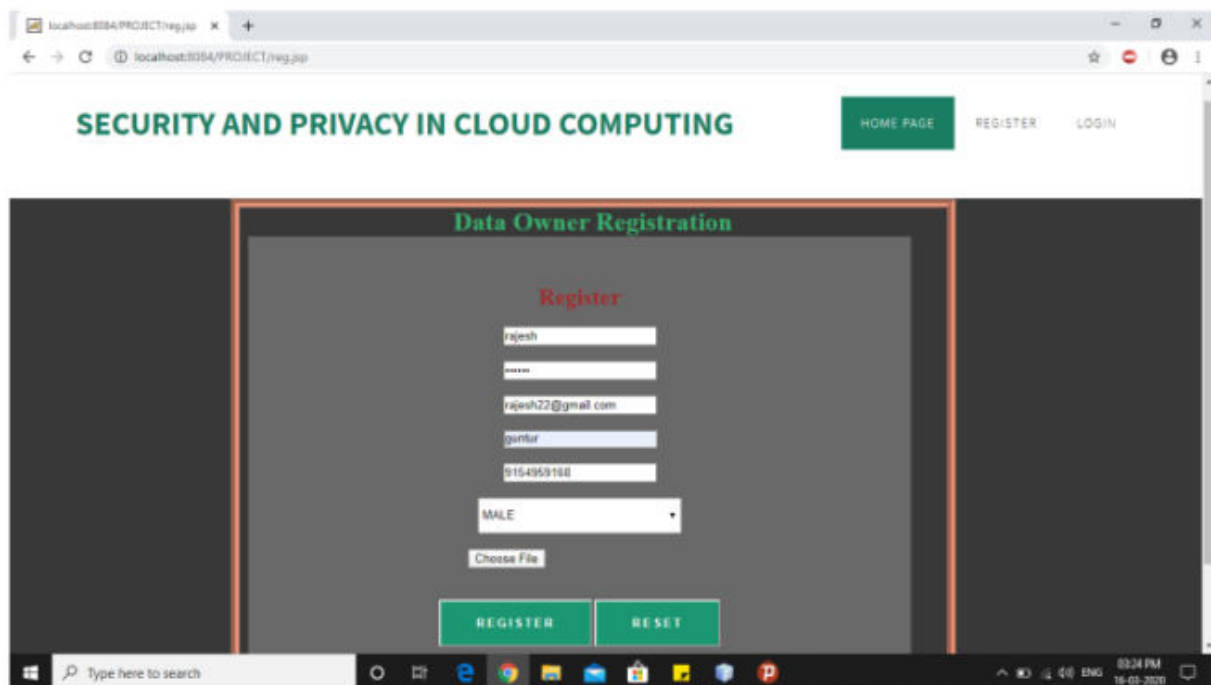 localhost:8084/PROJECT/reg.jsp
localhost:8084/PROJECT/reg.jsp
SECURITY AND PRIVACY IN CLOUD COMPUTING
HOME PAGE
REGISTER
LOGIN
Data Owner Registration
Register
rajesh
••••••
rajesh22@gmail.com
guntur
9154959168
MALE
Choose File
REGISTER
RESET
Type here to search
ENG
03:24 PM
16-03-2020